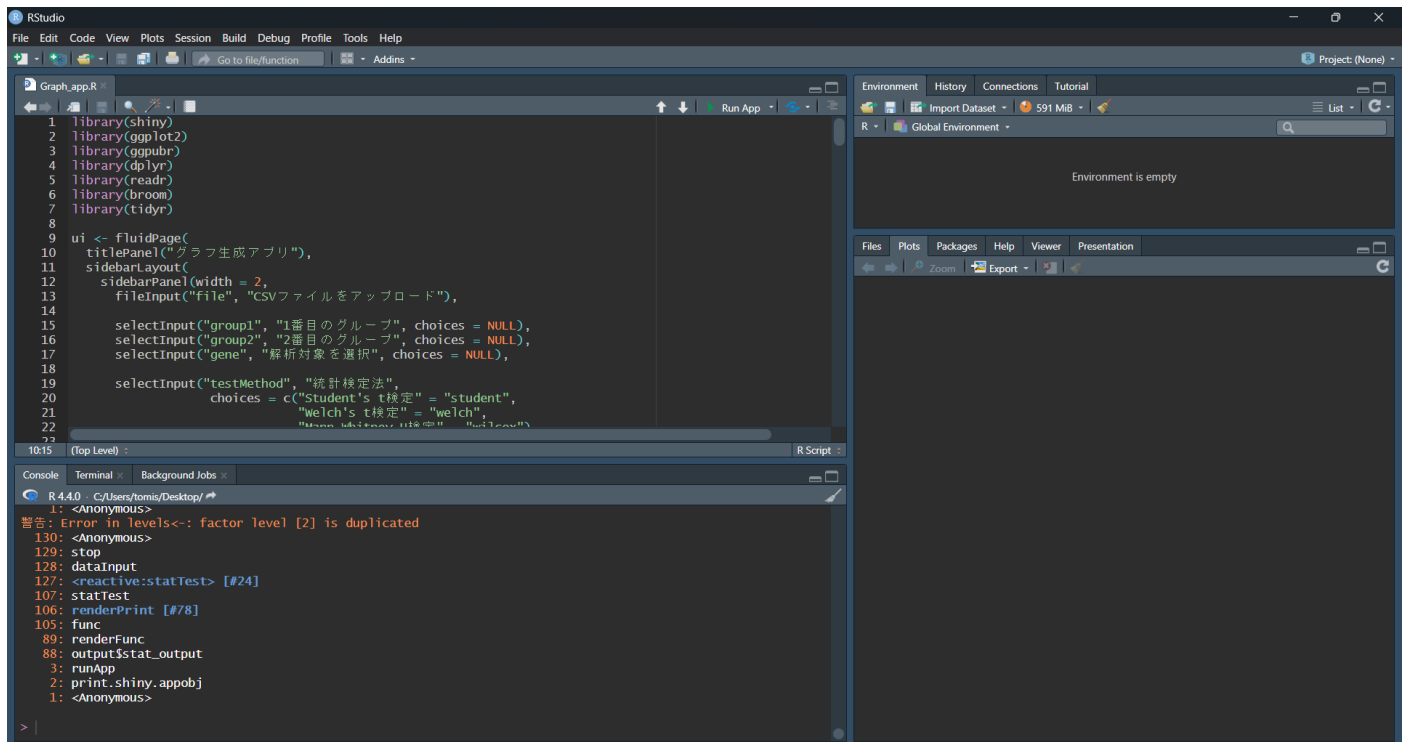 RStudio
File Edit Code View Plots Session Build Debug Profile Tools Help
Go to file/function
Addins
Project: (None)
Graph_app.R
Run App
1 library(shiny)
2 library(ggplot2)
3 library(ggpubr)
4 library(dplyr)
5 library(readr)
6 library(broom)
7 library(tidyr)
8
9 ui <- fluidPage(
10 titlePanel("グラフ生成アプリ"),
11 sidebarLayout(
12 sidebarPanel(width = 2,
13 fileInput("file", "CSVファイルをアップロード"),
14
15 selectInput("group1", "1番目のグループ", choices = NULL),
16 selectInput("group2", "2番目のグループ", choices = NULL),
17 selectInput("gene", "解析対象を選択", choices = NULL),
18
19 selectInput("testMethod", "統計検定法",
20 choices = c("Student's t検定" = "student",
21 "Welch's t検定" = "welch",
22 "Mann-Whitney U検定" = "wilcox")
23
10:15 (Top Level) R Script
Console Terminal Background Jobs
R 4.4.0 · C:/Users/tomis/Desktop/
1: <Anonymous>
警告: Error in levels<-: factor level [2] is duplicated
130: <Anonymous>
129: stop
128: dataInput
127: <reactive:statTest> [#24]
107: statTest
106: renderPrint [#78]
105: func
89: renderFunc
88: output$stat_output
3: runApp
2: print.shiny.appobj
1: <Anonymous>
>
Environment History Connections Tutorial
Import Dataset 591 MiB List
R Global Environment
Environment is empty
Files Plots Packages Help Viewer Presentation
Zoom Export